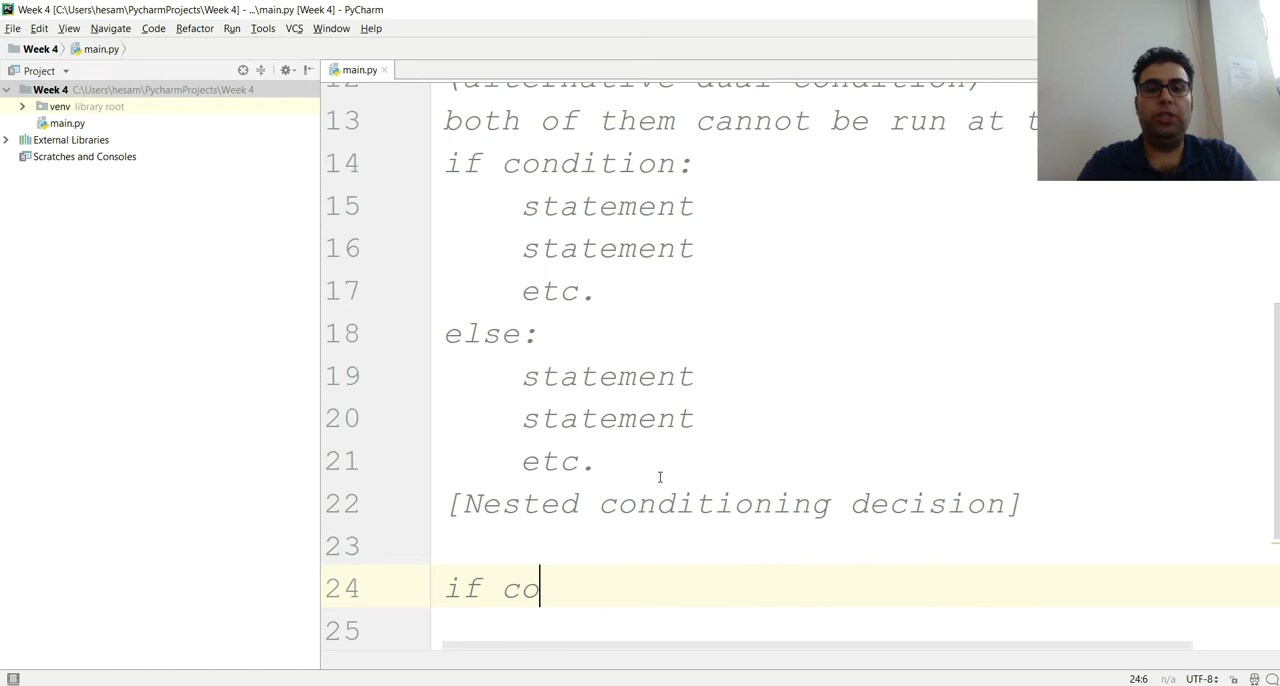 Week 4 [C:\Users\hesam\PycharmProjects\Week 4] - ...\main.py [Week 4] - PyCharm
File Edit View Navigate Code Refactor Run Tools VCS Window Help
Week 4 main.py
Project
main.py
Week 4 C:\Users\hesam\PycharmProjects\Week 4
venv library root
main.py
External Libraries
Scratches and Consoles
12 (alternative dual condition)
13 both of them cannot be run at t
14 if condition:
15 statement
16 statement
17 etc.
18 else:
19 statement
20 statement
21 etc.
22 [Nested conditioning decision]
23
24 if co
25
24:6 n/a UTF-8